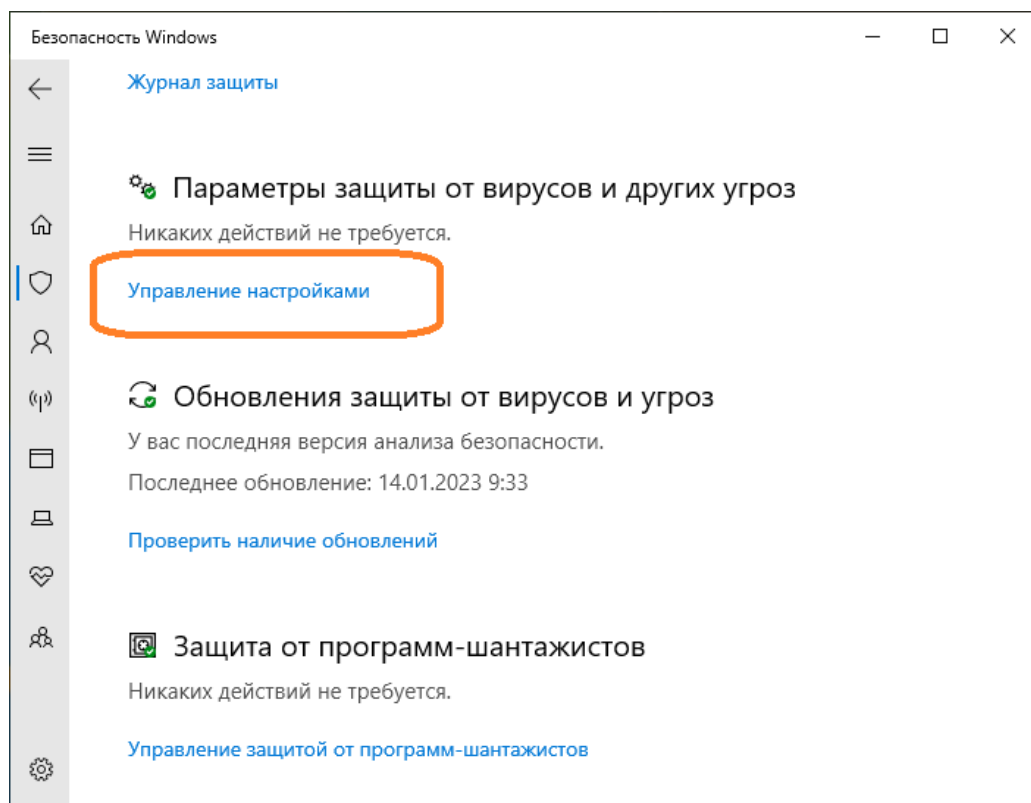 Безопасность Windows
Журнал защиты
Параметры защиты от вирусов и других угроз
Никаких действий не требуется.
Управление настройками
Обновления защиты от вирусов и угроз
У вас последняя версия анализа безопасности.
Последнее обновление: 14.01.2023 9:33
Проверить наличие обновлений
Защита от программ-шантажистов
Никаких действий не требуется.
Управление защитой от программ-шантажистов